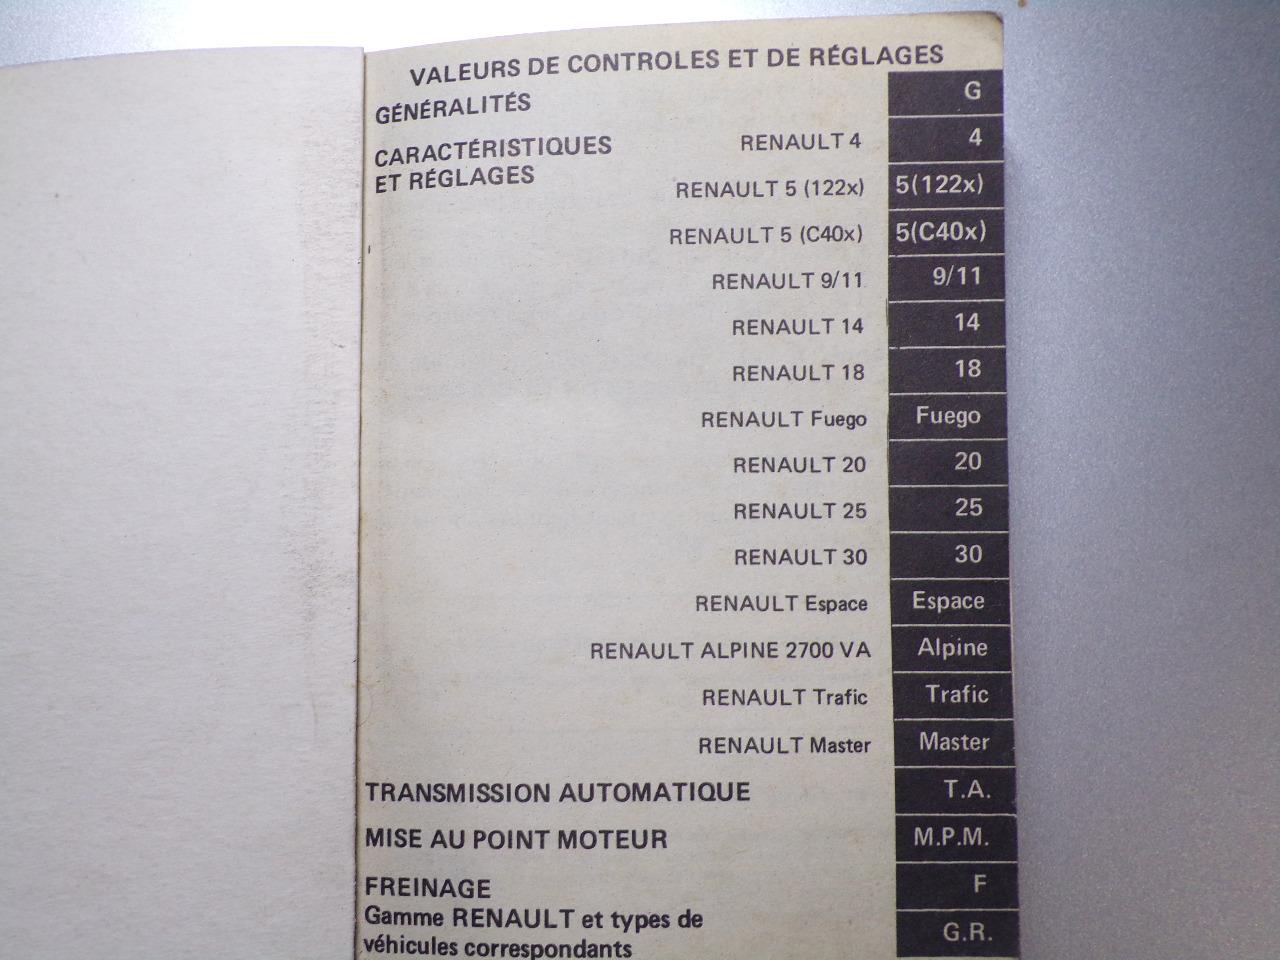 VALEURS DE CONTROLES ET DE RÉGLAGES
GÉNÉRALITÉS G
CARACTÉRISTIQUES RENAULT 4 4
ET RÉGLAGES RENAULT 5 (122x) 5(122x)
RENAULT 5 (C40x) 5(C40x)
RENAULT 9/11 9/11
RENAULT 14 14
RENAULT 18 18
RENAULT Fuego Fuego
RENAULT 20 20
RENAULT 25 25
RENAULT 30 30
RENAULT Espace Espace
RENAULT ALPINE 2700 VA Alpine
RENAULT Trafic Trafic
RENAULT Master Master
TRANSMISSION AUTOMATIQUE T.A.
MISE AU POINT MOTEUR M.P.M.
FREINAGE F
Gamme RENAULT et types de G.R.
véhicules correspondants